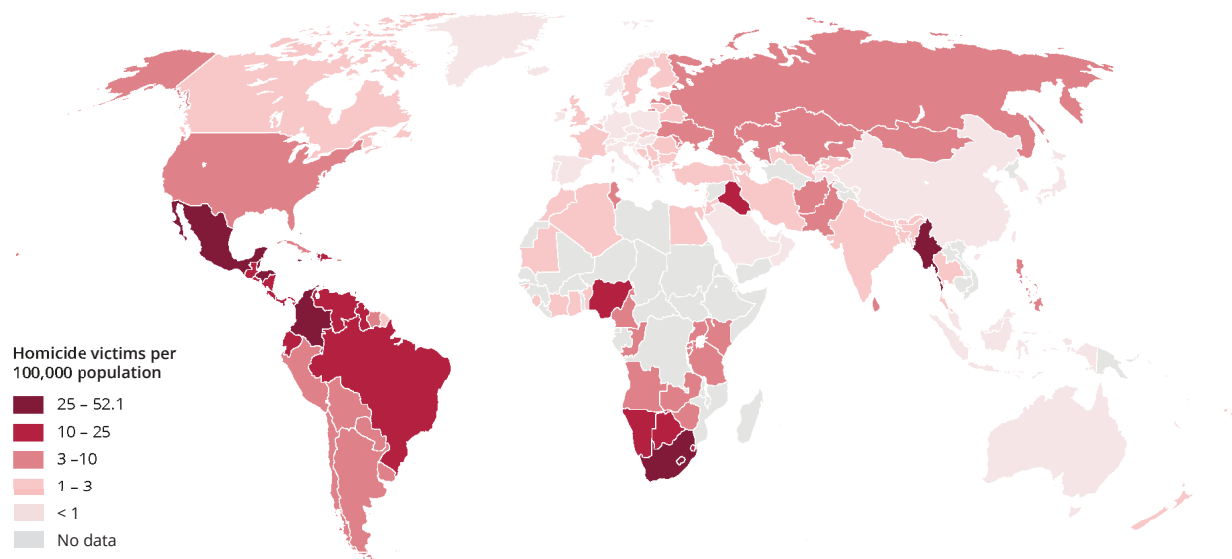 Homicide victims per
100,000 population
25 – 52.1
10 – 25
3 –10
1 – 3
< 1
No data